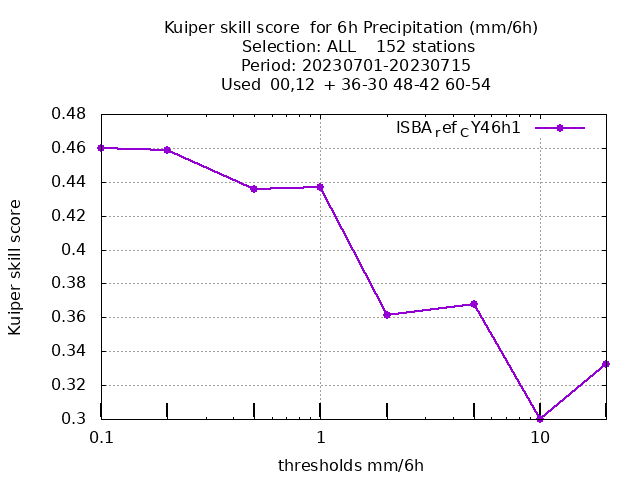 Kuiper skill score  for 6h Precipitation (mm/6h)
Selection: ALL    152 stations
Period: 20230701-20230715
Used  00,12  + 36-30 48-42 60-54
ISBA_ref_CY46h1
0.48
0.46
0.44
0.42
0.4
0.38
0.36
0.34
0.32
0.3
Kuiper skill score
0.1
1
10
thresholds mm/6h